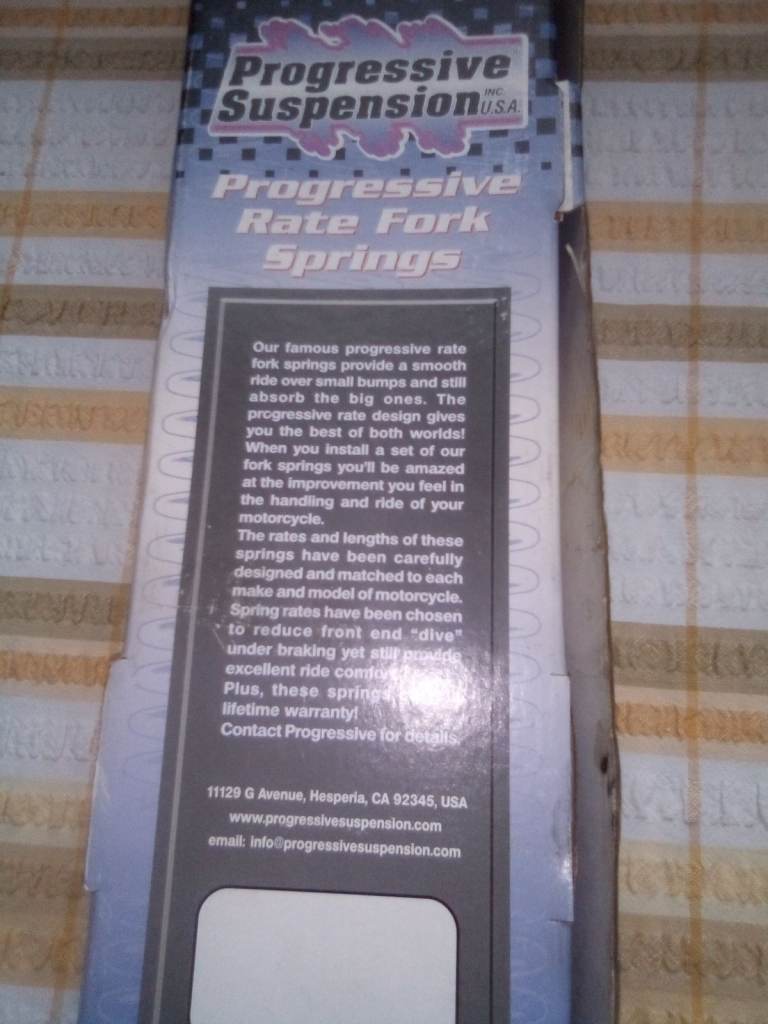 Progressive
Suspension INC.
U.S.A.
Progressive
Rate Fork
Springs
Our famous progressive rate
fork springs provide a smooth
ride over small bumps and still
absorb the big ones. The
progressive rate design gives
you the best of both worlds!
When you install a set of our
fork springs you'll be amazed
at the improvement you feel in
the handling and ride of your
motorcycle.
The rates and lengths of these
springs have been carefully
designed and matched to each
make and model of motorcycle.
Spring rates have been chosen
to reduce front end "dive"
under braking yet still provide
excellent ride
Plus, these springs
lifetime warranty!
Contact Progressive for details.
11129 G Avenue, Hesperia, CA 92345, USA
www.progressivesuspension.com
email: info@progressivesuspension.com